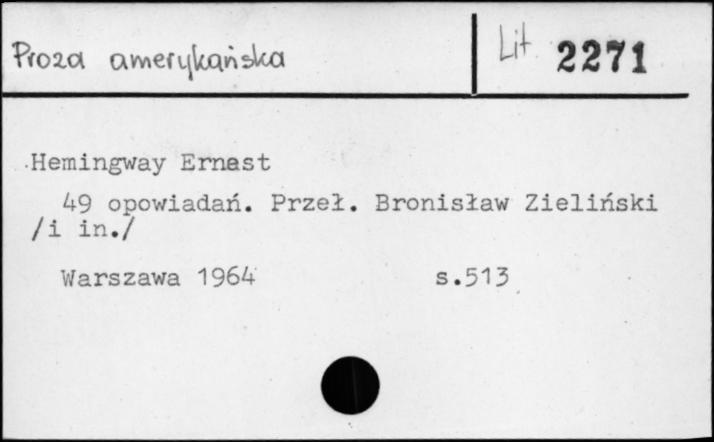 Proza amerykańska
Lit 2271
Hemingway Ernest
49 opowiadań. Przeł. Bronisław Zieliński
/i in./
Warszawa 1964 s.513